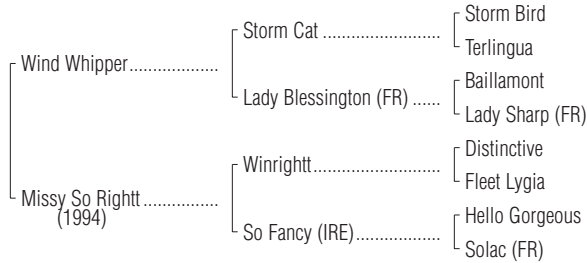 Storm Bird
Storm Cat ......................
Terlingua
Wind Whipper.................
Baillamont
Lady Blessington (FR) ......
Lady Sharp (FR)
Distinctive
Winrightt........................
Fleet Lygia
Missy So Rightt ..............
(1994)
Hello Gorgeous
So Fancy (IRE)................
Solac (FR)